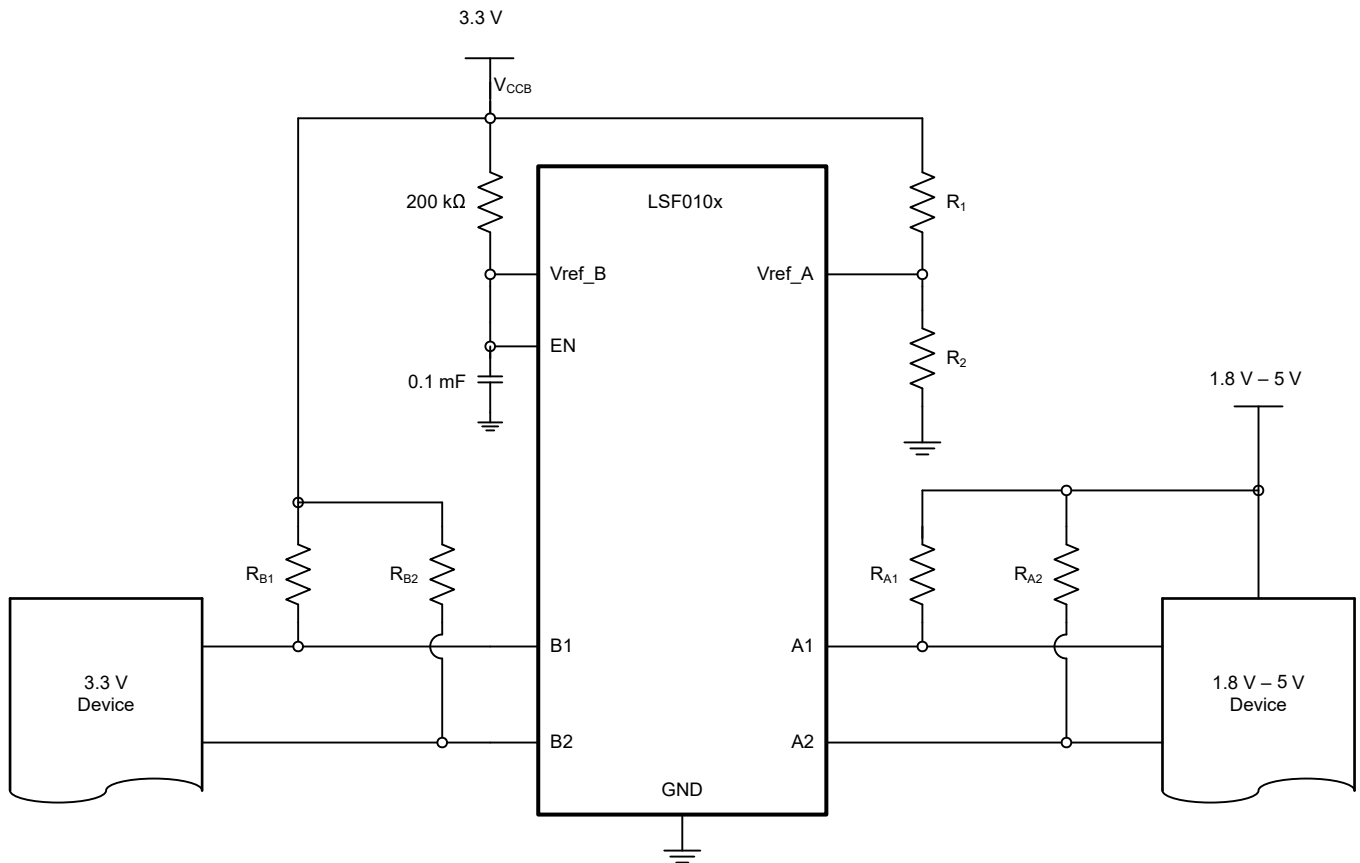 3.3 V
V_CCB
200 kΩ
LSF010x
R_1
Vref_B
Vref_A
EN
R_2
0.1 mF
1.8 V – 5 V
R_B1
R_B2
R_A1
R_A2
B1
A1
3.3 V
Device
1.8 V – 5 V
Device
B2
A2
GND